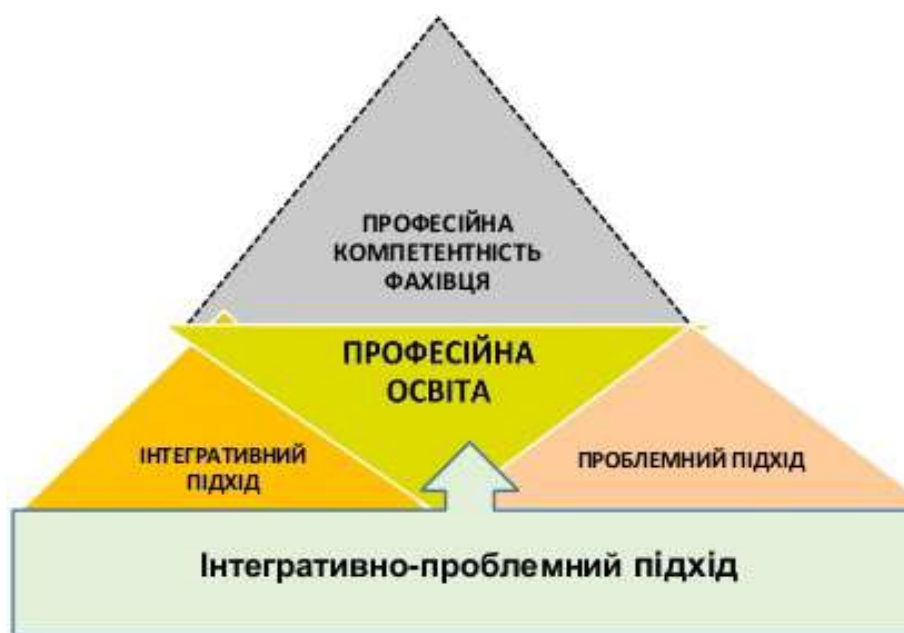 ПРОФЕСІЙНА
КОМПЕТЕНТНІСТЬ
ФАХІВЦЯ
ПРОФЕСІЙНА
ОСВІТА
ІНТЕГРАТИВНИЙ
ПІДХІД
ПРОБЛЕМНИЙ ПІДХІД
Інтегративно-проблемний підхід